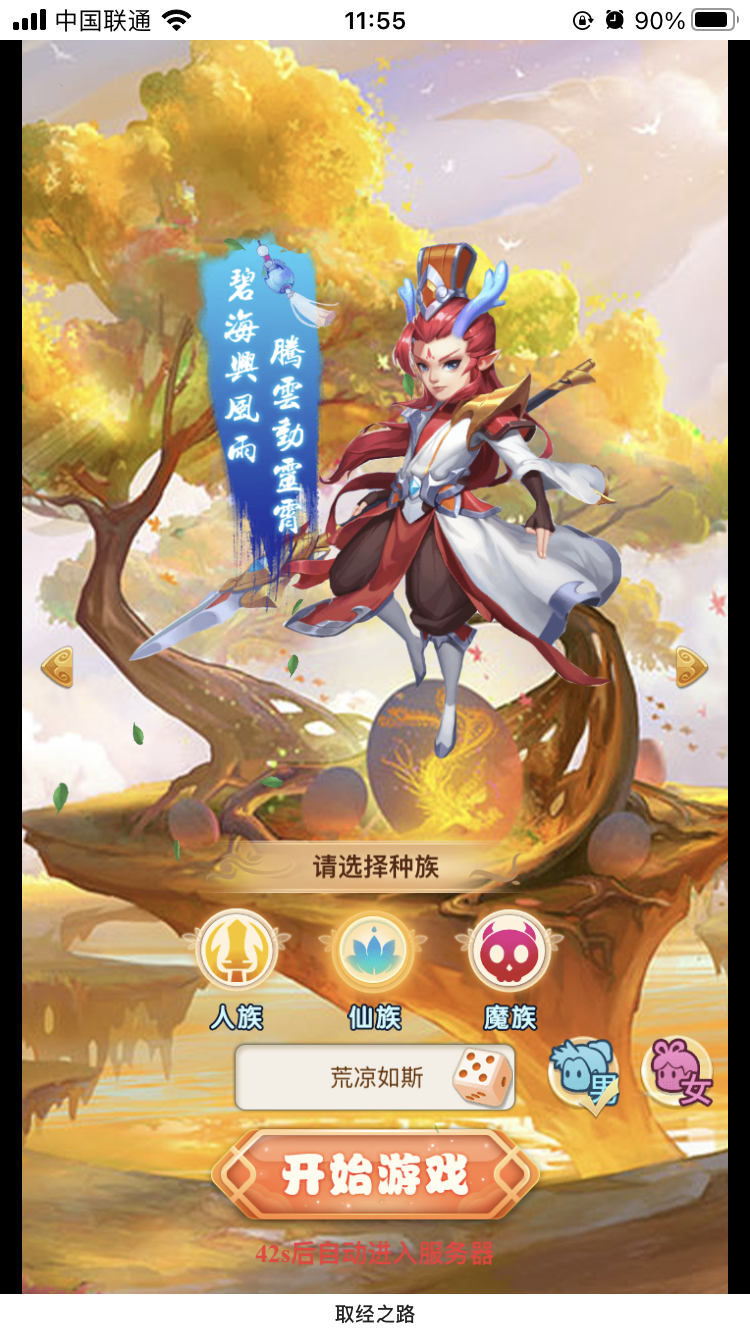 中国联通
11:55
90%
碧海興風雨
騰雲動靈霄
请选择种族
人族
仙族
魔族
荒凉如斯
男
女
开始游戏
42s后自动进入服务器
取经之路